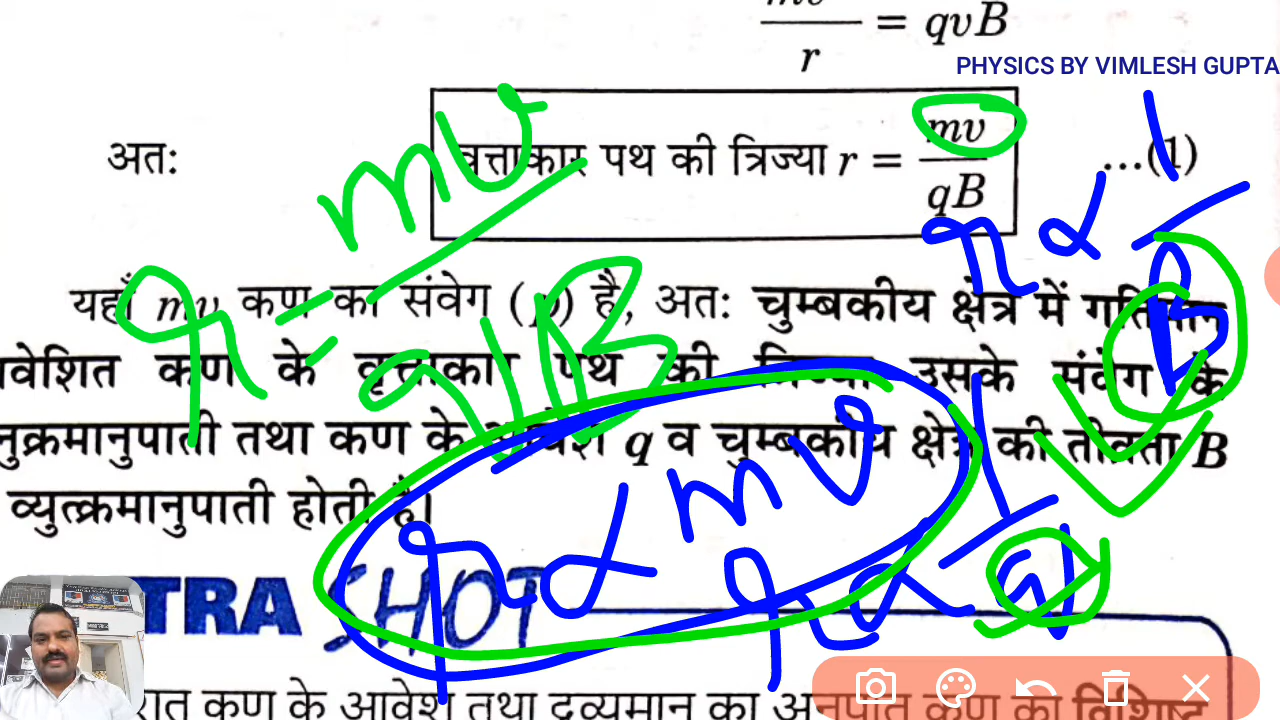 mv
—— = qvB
r
PHYSICS BY VIMLESH GUPTA
अतः वृत्ताकार पथ की त्रिज्या r = mv/qB ...(1)
r = mv/qB
r ∝ 1/B
यहाँ mv कण का संवेग (p) है, अतः चुम्बकीय क्षेत्र में गतिमान
वेशित कण के वृत्ताकार पथ की त्रिज्या उसके संवेग के
नुक्रमानुपाती तथा कण के आवेश q व चुम्बकीय क्षेत्र की तीव्रता B
व्युत्क्रमानुपाती होती है।
r ∝ mv
r ∝ 1/q
TRA SHOT
कण के आवेश तथा द्रव्यमान का अनुपात कण का विशिष्ट